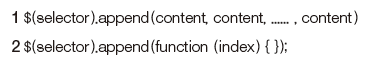 1 $(selector).append(content, content, ...... , content)
2 $(selector).append(function (index) { });